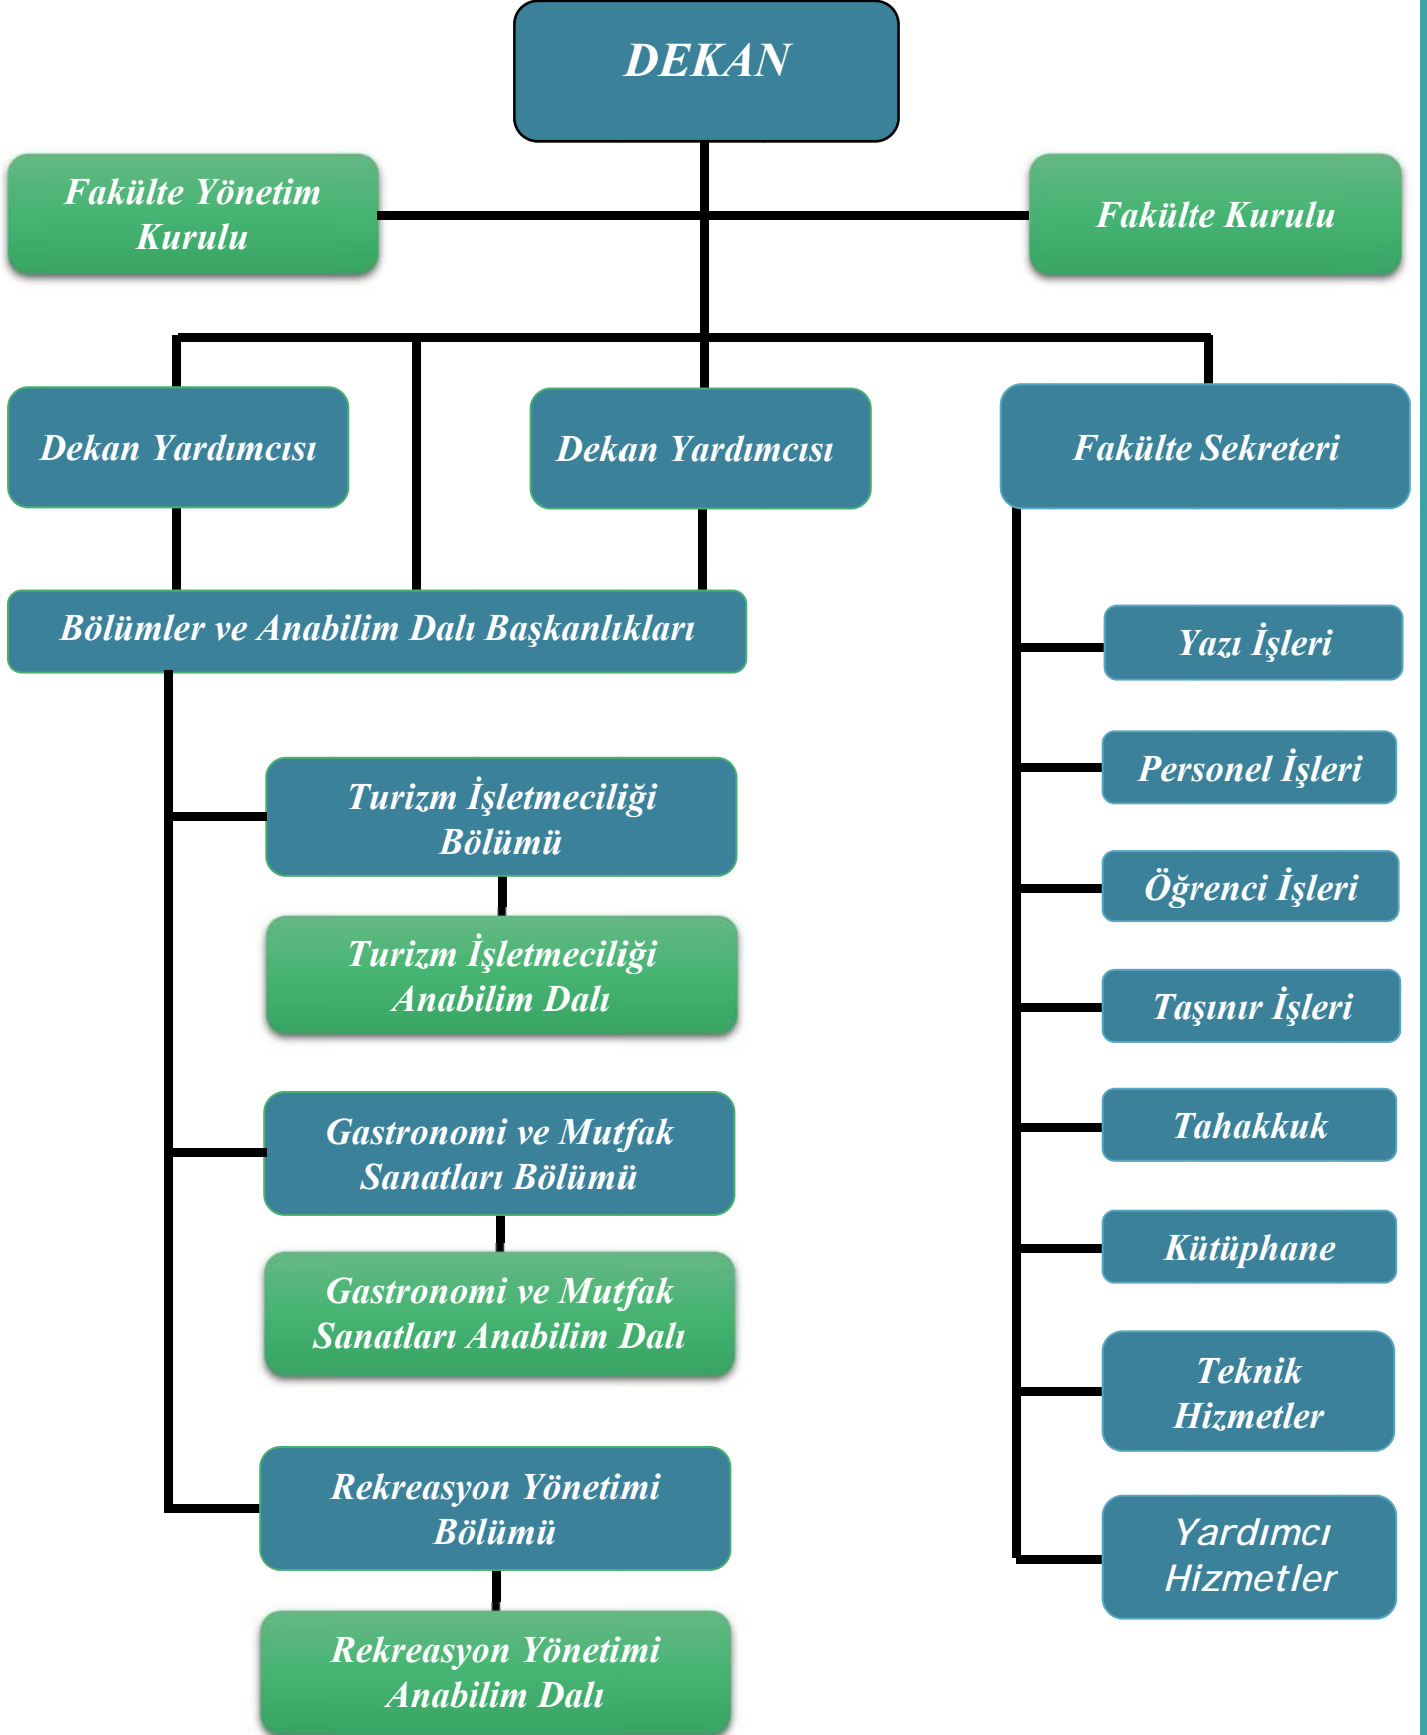 DEKAN
Fakülte Yönetim
Kurulu
Fakülte Kurulu
Dekan Yardımcısı
Dekan Yardımcısı
Fakülte Sekreteri
Bölümler ve Anabilim Dalı Başkanlıkları
Turizm İşletmeciliği
Bölümü
Turizm İşletmeciliği
Anabilim Dalı
Gastronomi ve Mutfak
Sanatları Bölümü
Gastronomi ve Mutfak
Sanatları Anabilim Dalı
Rekreasyon Yönetimi
Bölümü
Rekreasyon Yönetimi
Anabilim Dalı
Yazı İşleri
Personel İşleri
Öğrenci İşleri
Taşınır İşleri
Tahakkuk
Kütüphane
Teknik
Hizmetler
Yardımcı
Hizmetler